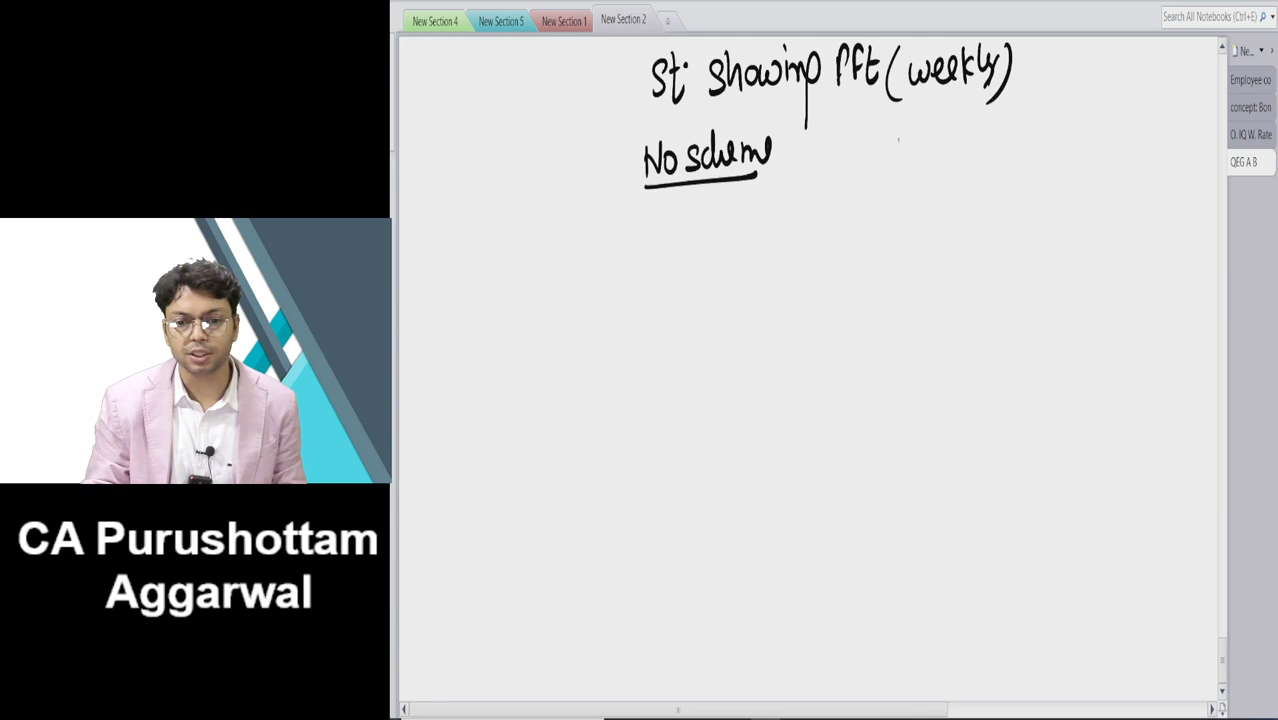 New Section 4
New Section 5
New Section 1
New Section 2
Search All Notebooks (Ctrl+E)
Ne...
St. showing Pft (weekly)
Employee co
concept: Bon
O. IQ W. Rate
No scheme
QEG A B
CA Purushottam
Aggarwal